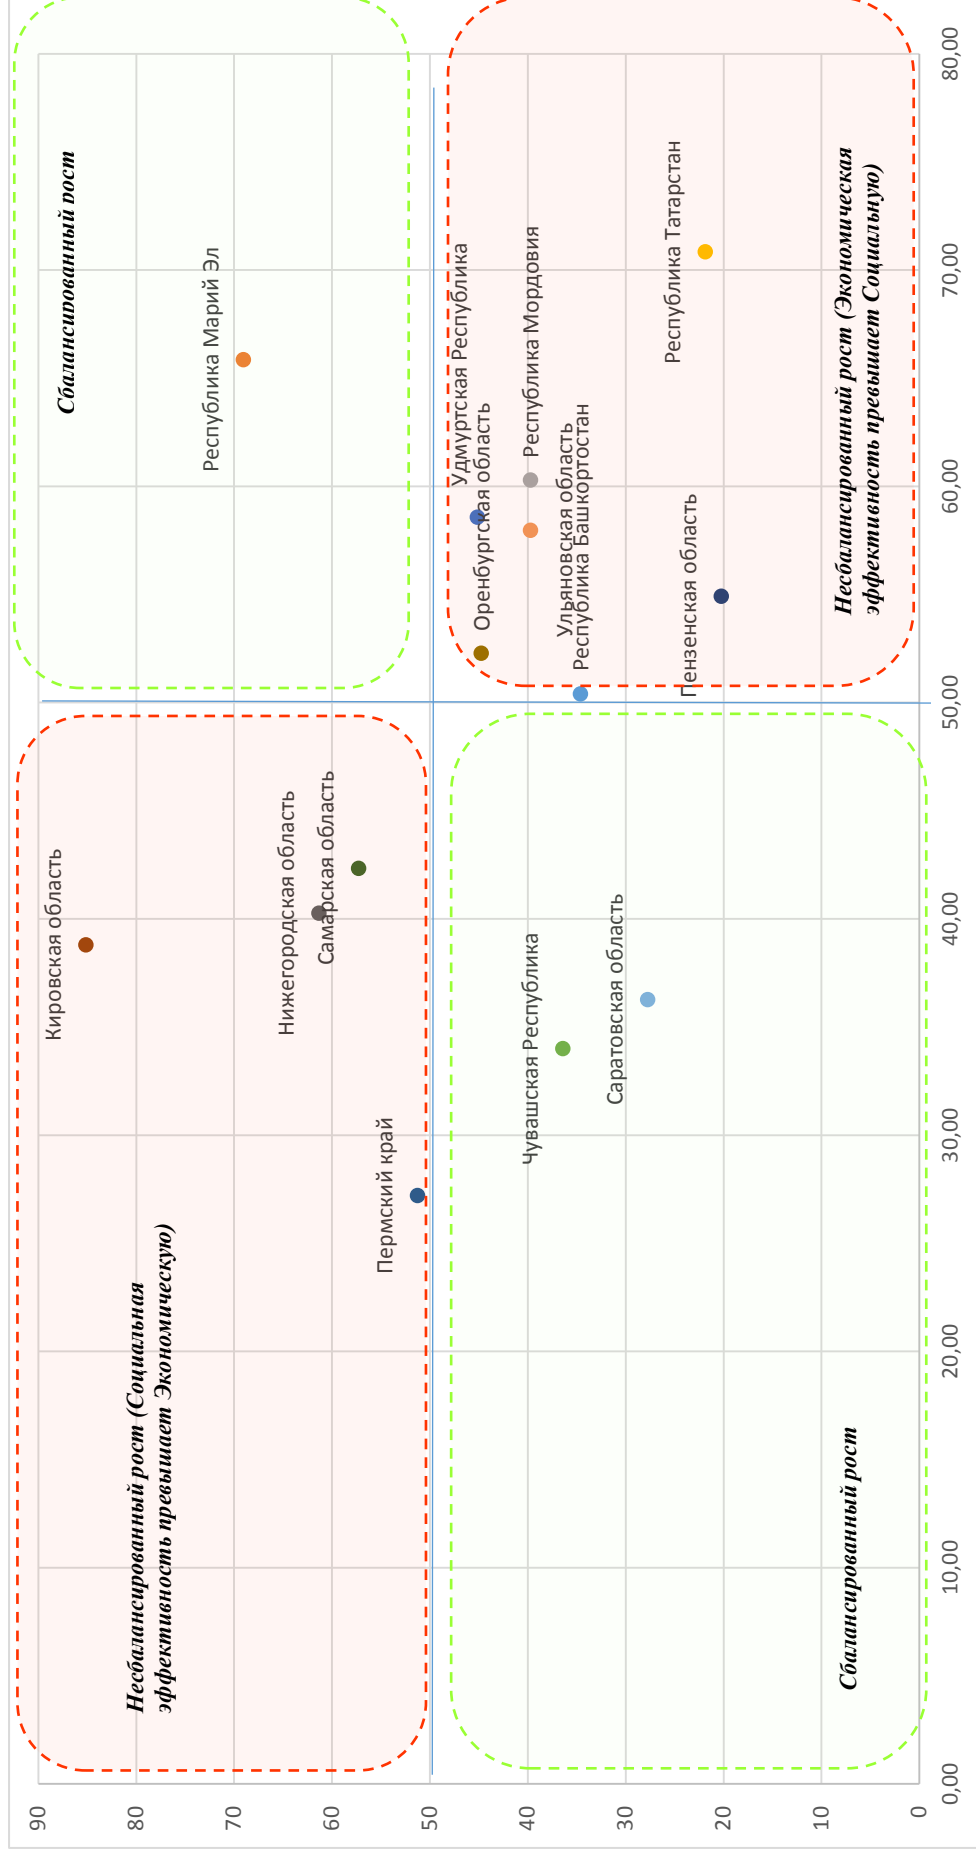 Несбалансированный рост (Социальная
эффективность превышает Экономическую)
Сбалансированный рост
Кировская область
Нижегородская область
Самарская область
Пермский край
Республика Марий Эл
Удмуртская Республика
Оренбургская область
Республика Мордовия
Ульяновская область
Республика Башкортостан
Чувашская Республика
Саратовская область
Республика Татарстан
Пензенская область
Сбалансированный рост
Несбалансированный рост (Экономическая
эффективность превышает Социальную)
90
80
70
60
50
40
30
20
10
0
0,00
10,00
20,00
30,00
40,00
50,00
60,00
70,00
80,00